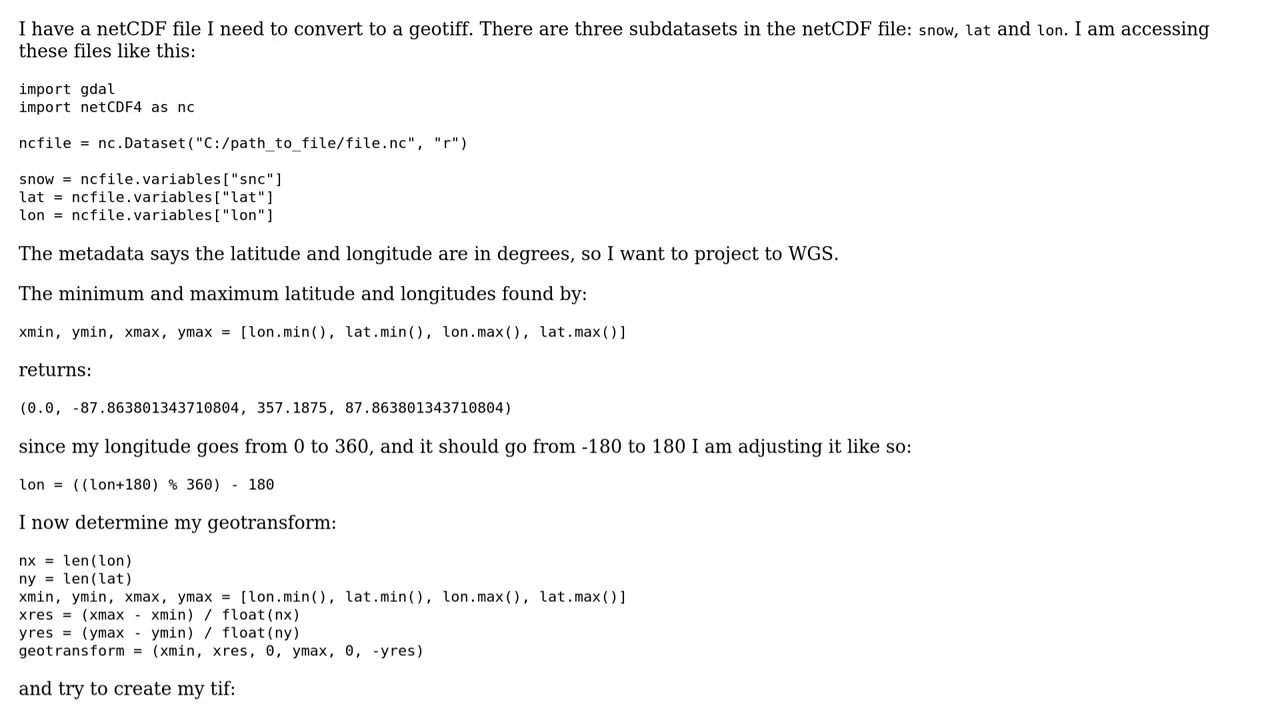 I have a netCDF file I need to convert to a geotiff. There are three subdatasets in the netCDF file: snow, lat and lon. I am accessing
these files like this:
import gdal
import netCDF4 as nc
ncfile = nc.Dataset("C:/path_to_file/file.nc", "r")
snow = ncfile.variables["snc"]
lat = ncfile.variables["lat"]
lon = ncfile.variables["lon"]
The metadata says the latitude and longitude are in degrees, so I want to project to WGS.
The minimum and maximum latitude and longitudes found by:
xmin, ymin, xmax, ymax = [lon.min(), lat.min(), lon.max(), lat.max()]
returns:
(0.0, -87.863801343710804, 357.1875, 87.863801343710804)
since my longitude goes from 0 to 360, and it should go from -180 to 180 I am adjusting it like so:
lon = ((lon+180) % 360) - 180
I now determine my geotransform:
nx = len(lon)
ny = len(lat)
xmin, ymin, xmax, ymax = [lon.min(), lat.min(), lon.max(), lat.max()]
xres = (xmax - xmin) / float(nx)
yres = (ymax - ymin) / float(ny)
geotransform = (xmin, xres, 0, ymax, 0, -yres)
and try to create my tif: